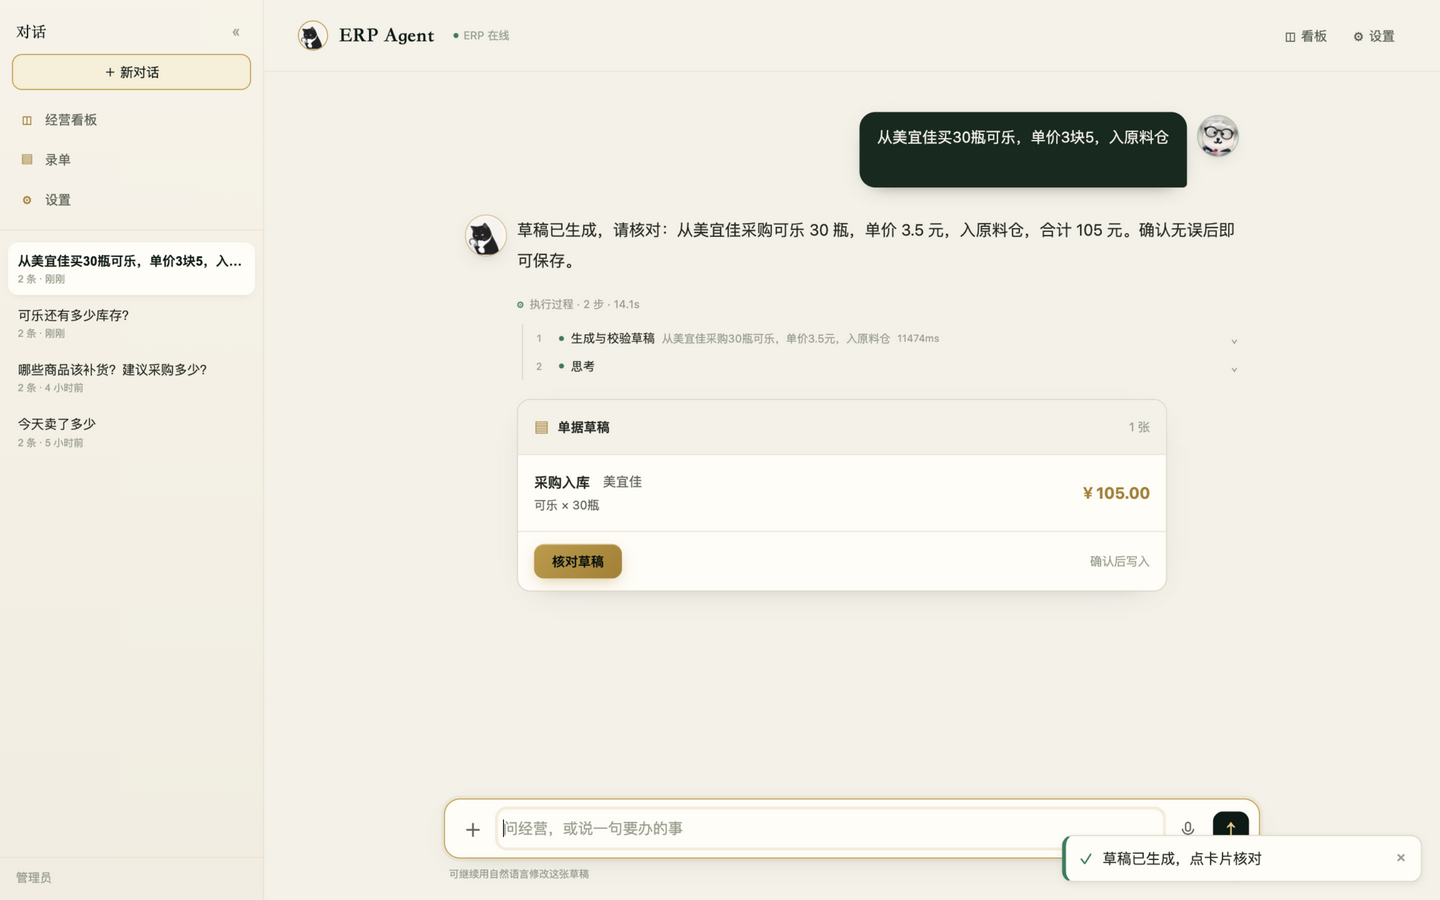 对话
«
+ 新对话
经营看板
录单
设置
从美宜佳买30瓶可乐，单价3块5，入...
2 条 · 刚刚
可乐还有多少库存？
2 条 · 刚刚
哪些商品该补货？建议采购多少？
2 条 · 4 小时前
今天卖了多少
2 条 · 5 小时前
管理员
ERP Agent
ERP 在线
看板
设置
从美宜佳买30瓶可乐，单价3块5，入原料仓
草稿已生成，请核对：从美宜佳采购可乐 30 瓶，单价 3.5 元，入原料仓，合计 105 元。确认无误后即
可保存。
执行过程 · 2 步 · 14.1s
1 生成与校验草稿 从美宜佳采购30瓶可乐，单价3.5元，入原料仓 11474ms
2 思考
单据草稿 1 张
采购入库 美宜佳
可乐 × 30瓶
¥ 105.00
核对草稿 确认后写入
问经营，或说一句要办的事
可继续用自然语言修改这张草稿
草稿已生成，点卡片核对